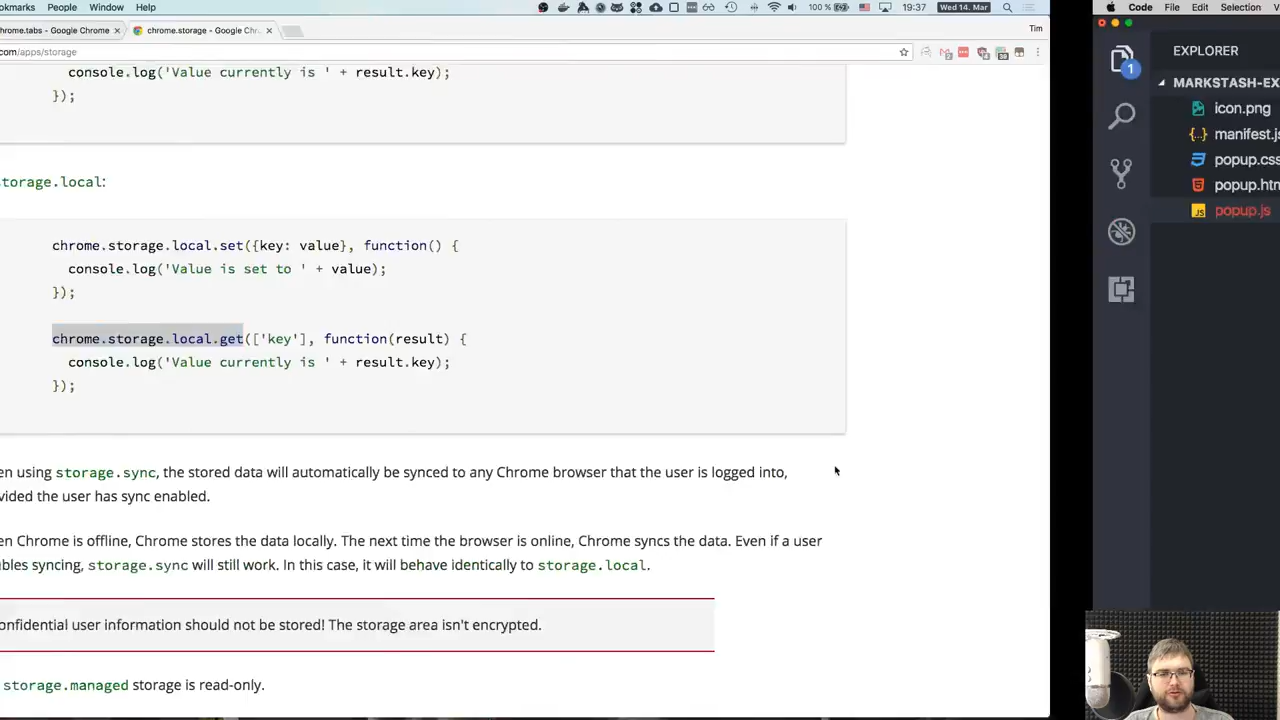 okmarks People Window Help
100 % Wed 14. Mar 19:37
Code File Edit Selection
chrome.tabs - Google Chrome
chrome.storage - Google Chr
Tim
com/apps/storage
EXPLORER
MARKSTASH-EX
icon.png
manifest.js
popup.css
popup.htm
popup.js
1
console.log('Value currently is ' + result.key);
});
torage.local:
chrome.storage.local.set({key: value}, function() {
console.log('Value is set to ' + value);
});
chrome.storage.local.get(['key'], function(result) {
console.log('Value currently is ' + result.key);
});
en using storage.sync, the stored data will automatically be synced to any Chrome browser that the user is logged into,
vided the user has sync enabled.
en Chrome is offline, Chrome stores the data locally. The next time the browser is online, Chrome syncs the data. Even if a user
ables syncing, storage.sync will still work. In this case, it will behave identically to storage.local.
onfidential user information should not be stored! The storage area isn't encrypted.
storage.managed storage is read-only.